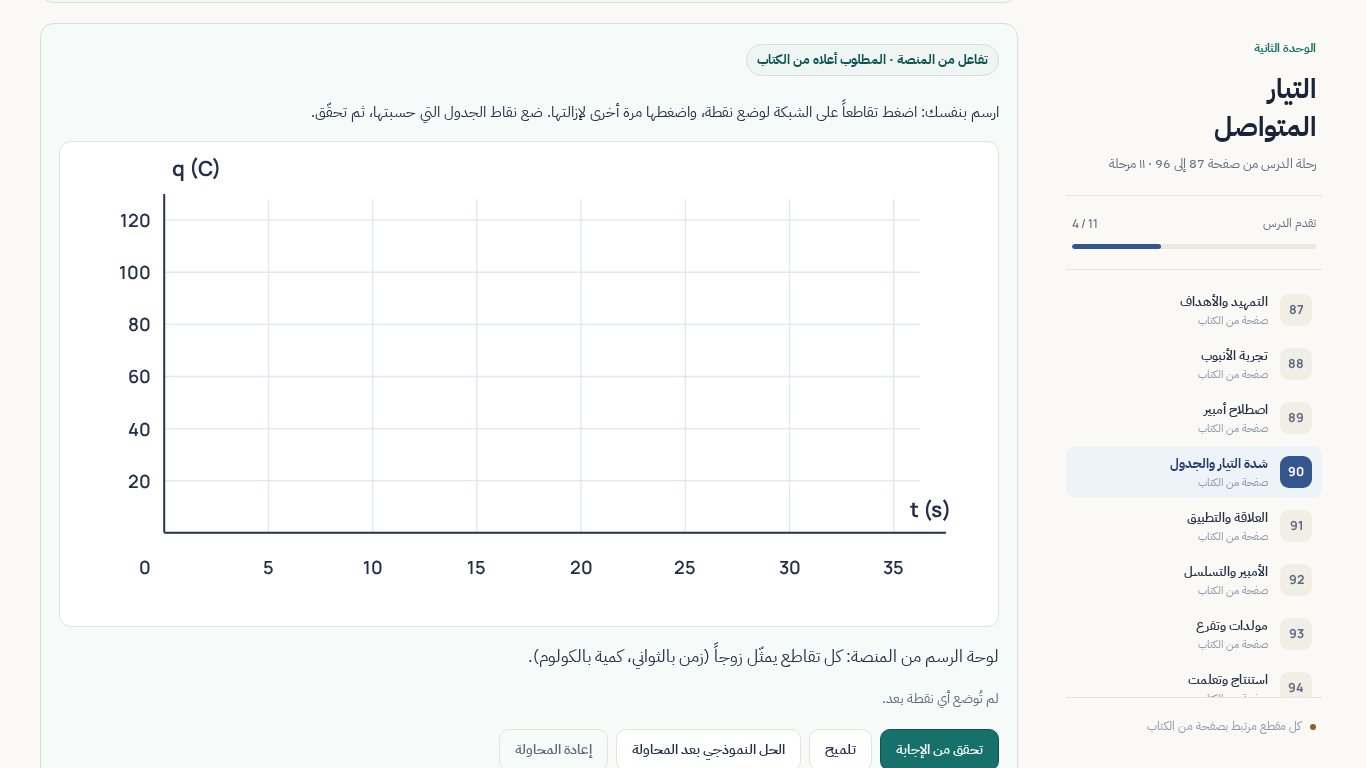 الوحدة الثانية
التيار
المتواصل
رحلة الدرس من صفحة 87 إلى 96 · ١١ مرحلة
تقدم الدرس
4 / 11
87
التمهيد والأهداف
صفحة من الكتاب
88
تجربة الأنبوب
صفحة من الكتاب
89
اصطلاح أمبير
صفحة من الكتاب
90
شدة التيار والجدول
صفحة من الكتاب
91
العلاقة والتطبيق
صفحة من الكتاب
92
الأمبير والتسلسل
صفحة من الكتاب
93
مولدات وتفرع
صفحة من الكتاب
94
استنتاج وتعلمت
كل مقطع مرتبط بصفحة من الكتاب
تفاعل من المنصة · المطلوب أعلاه من الكتاب
ارسم بنفسك: اضغط تقاطعاً على الشبكة لوضع نقطة، واضغطها مرة أخرى لإزالتها. ضع نقاط الجدول التي حسبتها، ثم تحقّق.
q (C)
120
100
80
60
40
20
t (s)
0 5 10 15 20 25 30 35
لوحة الرسم من المنصة: كل تقاطع يمثّل زوجاً (زمن بالثواني، كمية بالكولوم).
لم تُوضع أي نقطة بعد.
تحقق من الإجابة
تلميح
الحل النموذجي بعد المحاولة
إعادة المحاولة